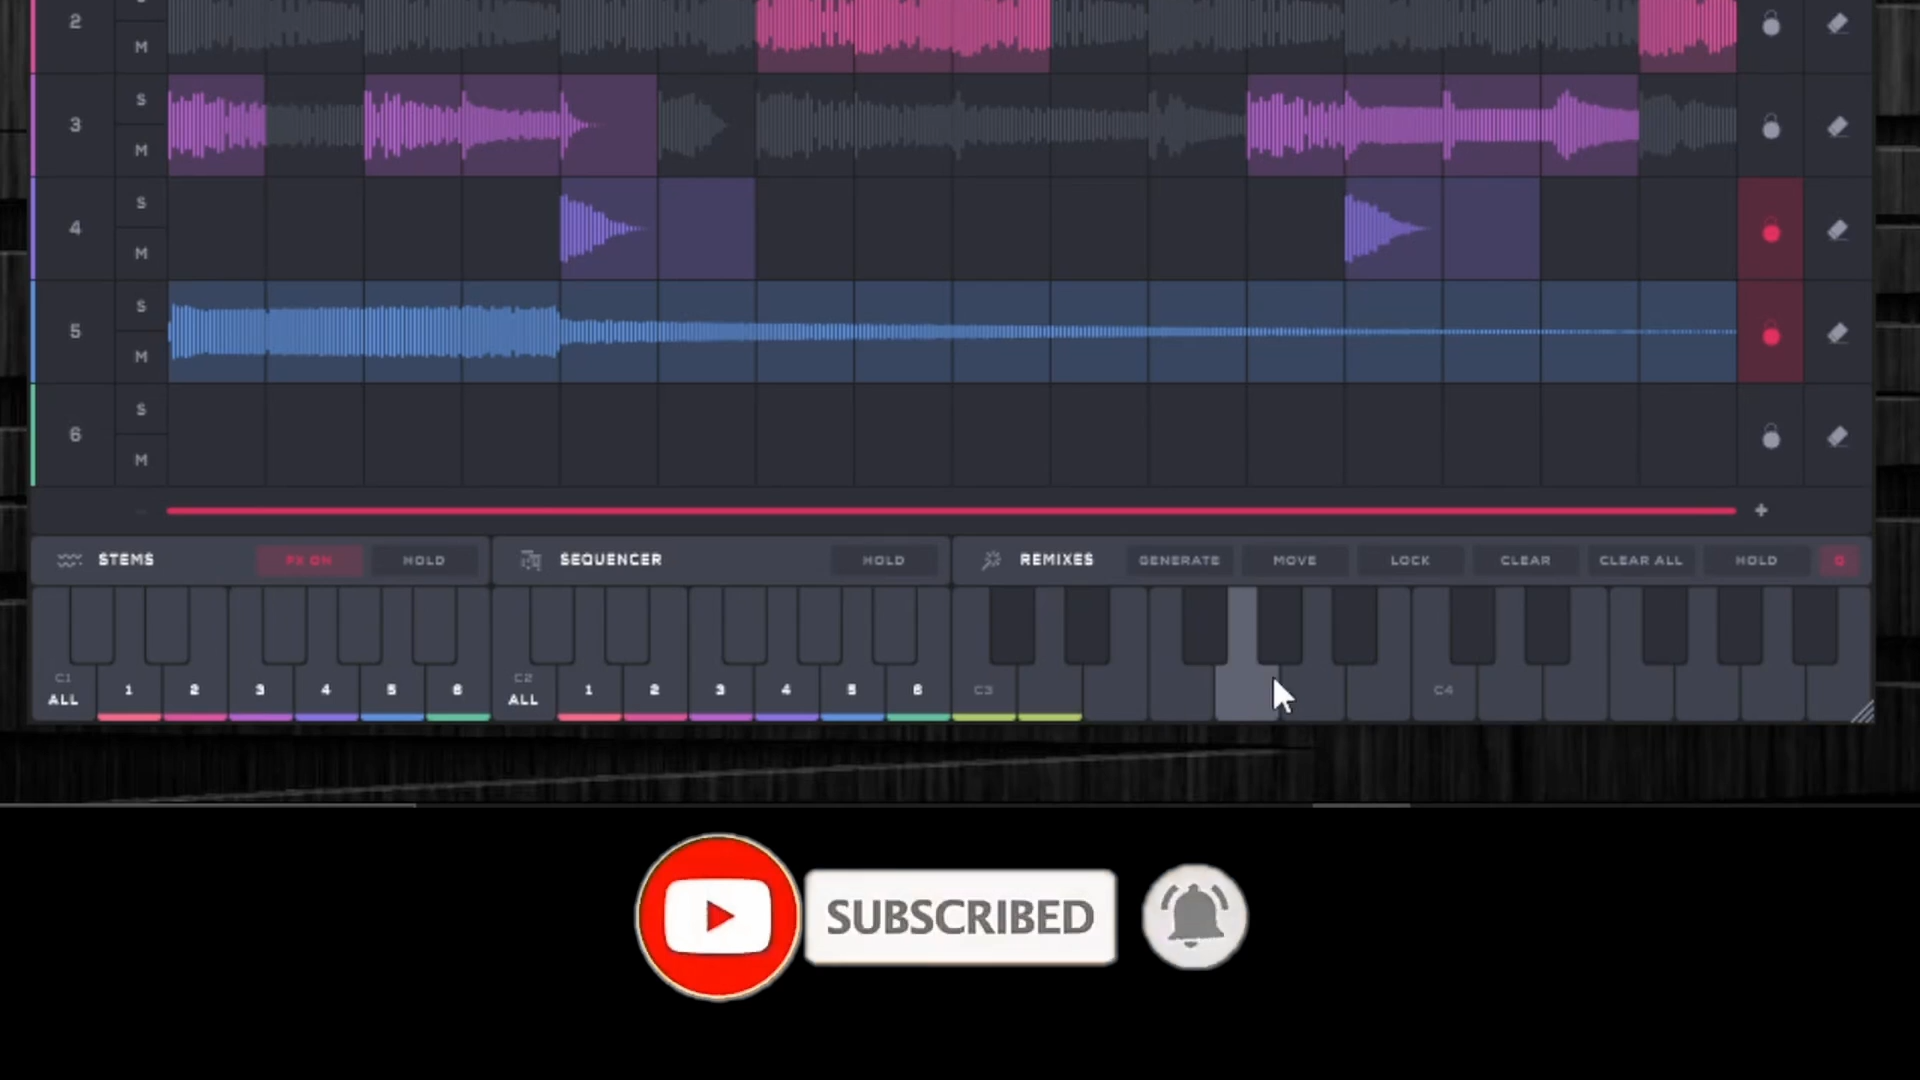 2
S
M
3
S
M
4
S
M
5
S
M
6
S
M
+
STEMS FX ON HOLD SEQUENCER HOLD REMIXES GENERATE MOVE LOCK CLEAR CLEAR ALL HOLD Q
C1 C2 C3 C4
ALL 1 2 3 4 5 6 ALL 1 2 3 4 5 6
SUBSCRIBED